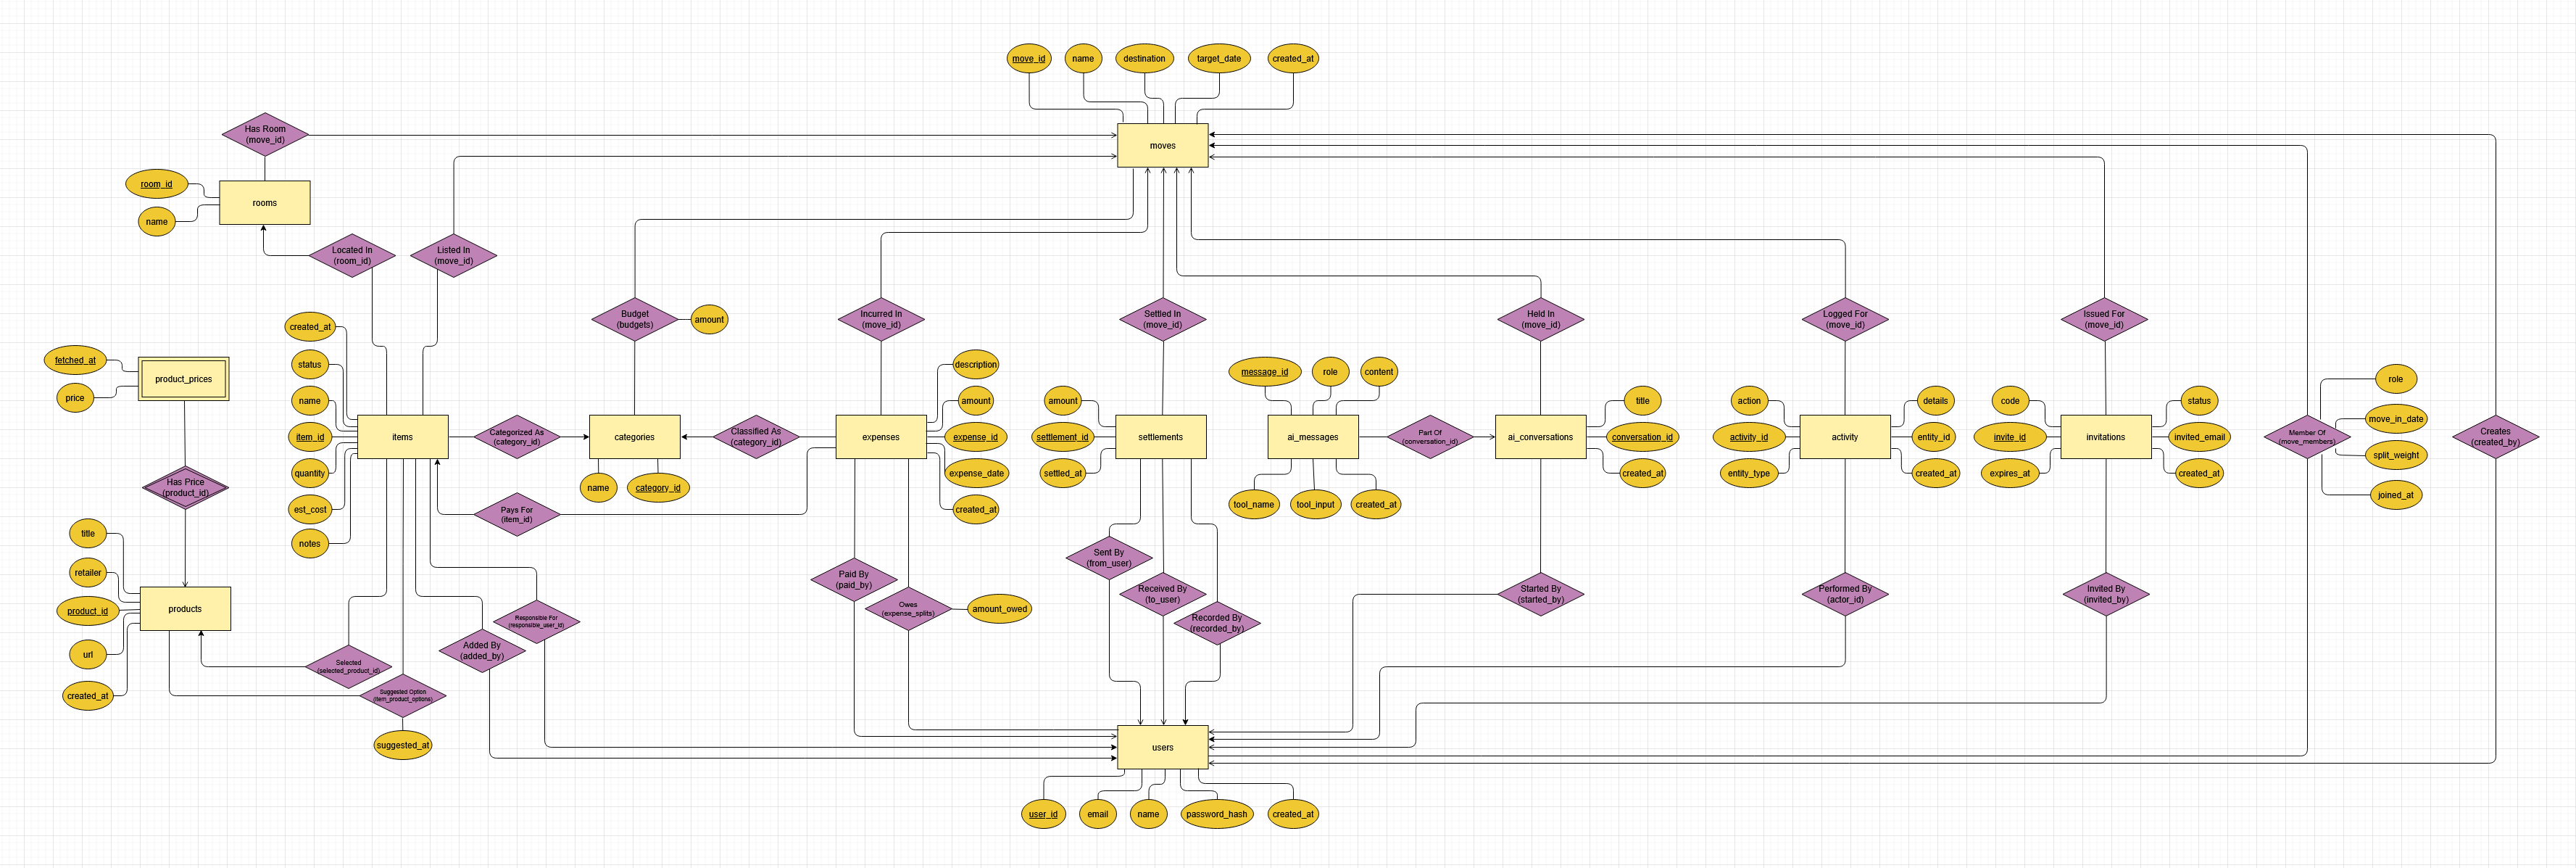 move_id
name
destination
target_date
created_at
moves
Has Room
(move_id)
room_id
name
rooms
Located In
(room_id)
Listed In
(move_id)
Budget
(budgets)
amount
Incurred In
(move_id)
Settled In
(move_id)
Held In
(move_id)
Logged For
(move_id)
Issued For
(move_id)
fetched_at
price
product_prices
Has Price
(product_id)
created_at
status
name
item_id
quantity
est_cost
notes
items
Categorized As
(category_id)
categories
name
category_id
Classified As
(category_id)
Pays For
(item_id)
expenses
description
amount
expense_id
expense_date
created_at
amount
settlement_id
settled_at
settlements
message_id
role
content
ai_messages
tool_name
tool_input
created_at
Part Of
(conversation_id)
ai_conversations
title
conversation_id
created_at
action
activity_id
entity_type
activity
details
entity_id
created_at
code
invite_id
expires_at
invitations
status
invited_email
created_at
Member Of
(move_members)
role
move_in_date
split_weight
joined_at
Creates
(created_by)
title
retailer
product_id
url
created_at
products
Selected
(selected_product_id)
Suggested Option
(item_product_options)
suggested_at
Added By
(added_by)
Responsible For
(responsible_user_id)
Paid By
(paid_by)
Owes
(expense_splits)
amount_owed
Sent By
(from_user)
Received By
(to_user)
Recorded By
(recorded_by)
Started By
(started_by)
Performed By
(actor_id)
Invited By
(invited_by)
users
user_id
email
name
password_hash
created_at